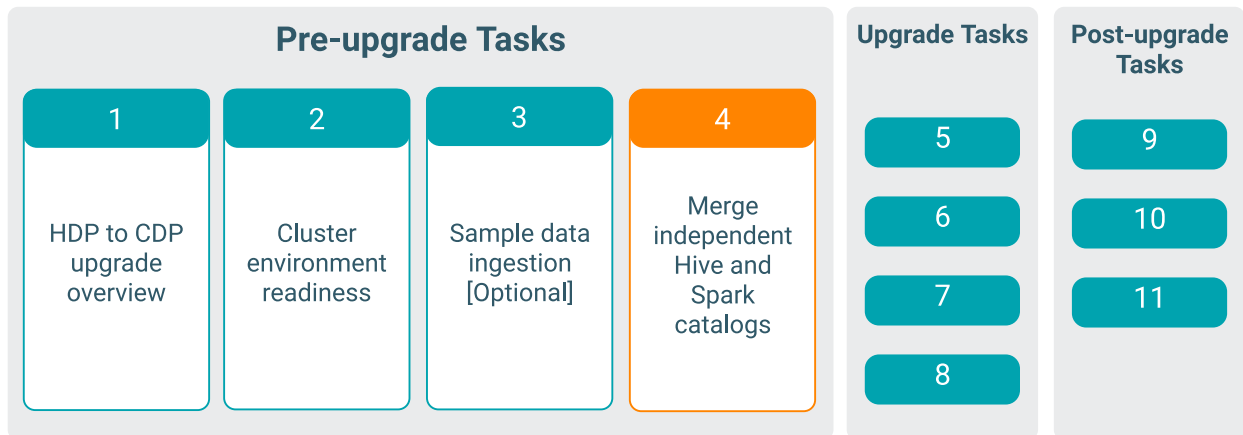 Pre-upgrade Tasks
1
HDP to CDP
upgrade
overview
2
Cluster
environment
readiness
3
Sample data
ingestion
[Optional]
4
Merge
independent
Hive and
Spark
catalogs
Upgrade Tasks
5
6
7
8
Post-upgrade
Tasks
9
10
11